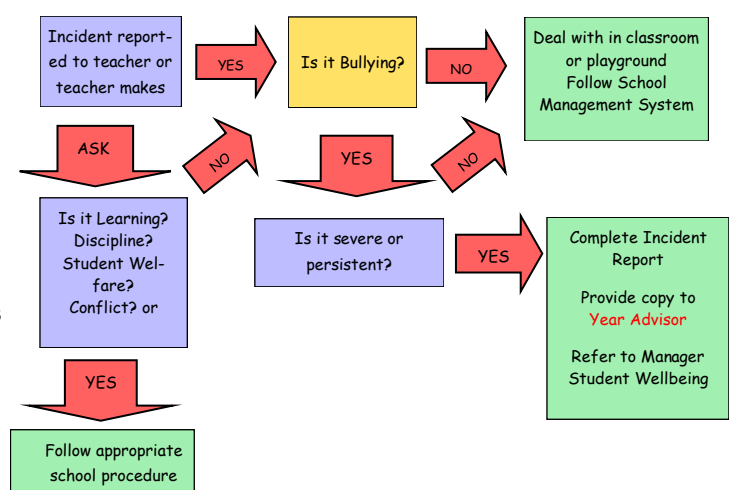 Incident report-
ed to teacher or
teacher makes
YES
Is it Bullying?
NO
Deal with in classroom
or playground
Follow School
Management System
ASK
NO
YES
NO
Is it Learning?
Discipline?
Student Wel-
fare?
Conflict? or
Is it severe or
persistent?
YES
Complete Incident
Report
Provide copy to
Year Advisor
Refer to Manager
Student Wellbeing
YES
Follow appropriate
school procedure